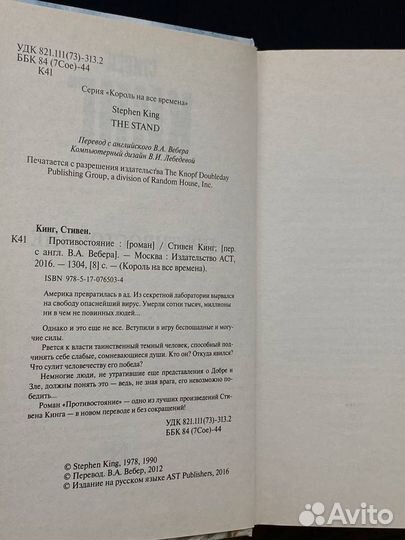 УДК 821.111(73)-313.2
ББК 84 (7Сое)-44
К41
Серия «Король на все времена»
Stephen King
THE STAND
Перевод с английского В.А. Вебера
Компьютерный дизайн В.И. Лебедевой
Печатается с разрешения издательства The Knopf Doubleday
Publishing Group, a division of Random House, Inc.
Кинг, Стивен.
К41 Противостояние : [роман] / Стивен Кинг; [пер.
с англ. В.А. Вебера]. — Москва : Издательство АСТ,
2016. — 1304, [8] с. — (Король на все времена).
ISBN 978-5-17-076503-4
Америка превратилась в ад. Из секретной лаборатории вырвался
на свободу опаснейший вирус. Умерли сотни тысяч, миллионы
ни в чем не повинных людей...
Однако и это еще не все. Вступили в игру беспощадные и могу-
чие силы.
Рвется к власти таинственный темный человек, способный под-
чинять себе слабые, сомневающиеся души. Кто он? Откуда явился?
Что сулит человечеству его победа?
Немногие люди, не утратившие еще представления о Добре и
Зле, должны понять это — ведь, не зная врага, его невозможно по-
бедить...
Роман «Противостояние» — одно из лучших произведений Сти-
вена Кинга — в новом переводе и без сокращений!
УДК 821.111(73)-313.2
ББК 84 (7Сое)-44
© Stephen King, 1978, 1990
© Перевод. В.А. Вебер, 2012
© Издание на русском языке AST Publishers, 2016
Avito